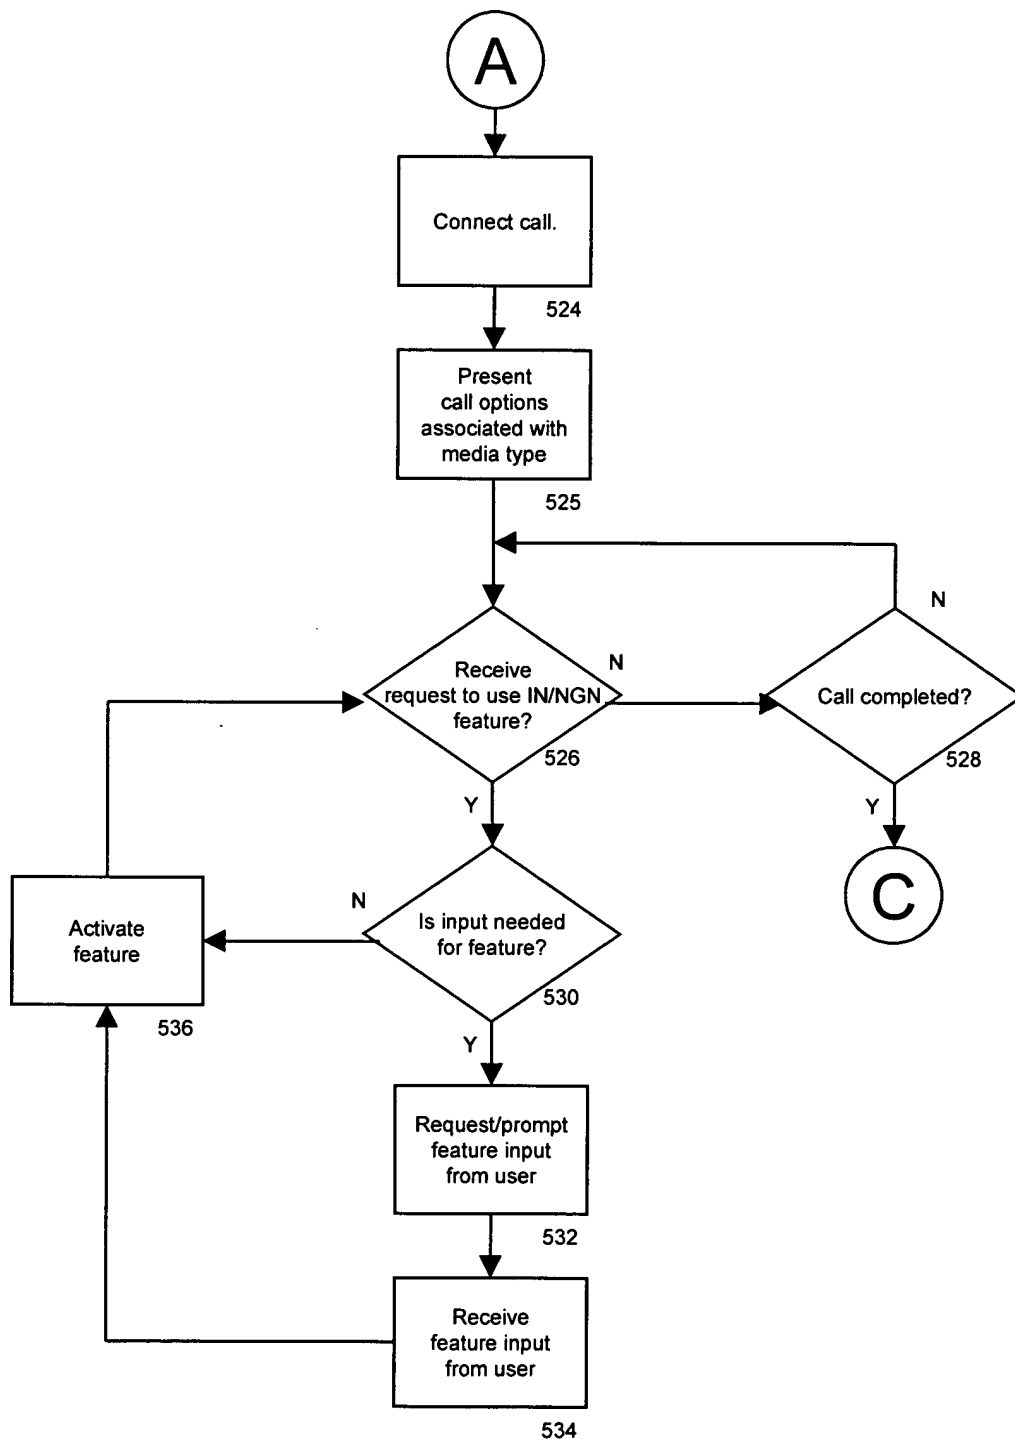 A
Connect call.
524
Present
call options
associated with
media type
525
N
Receive
request to use IN/NGN
feature?
N
526
Call completed?
528
Y
Y
C
Activate
feature
536
N
Is input needed
for feature?
530
Y
Request/prompt
feature input
from user
532
Receive
feature input
from user
534